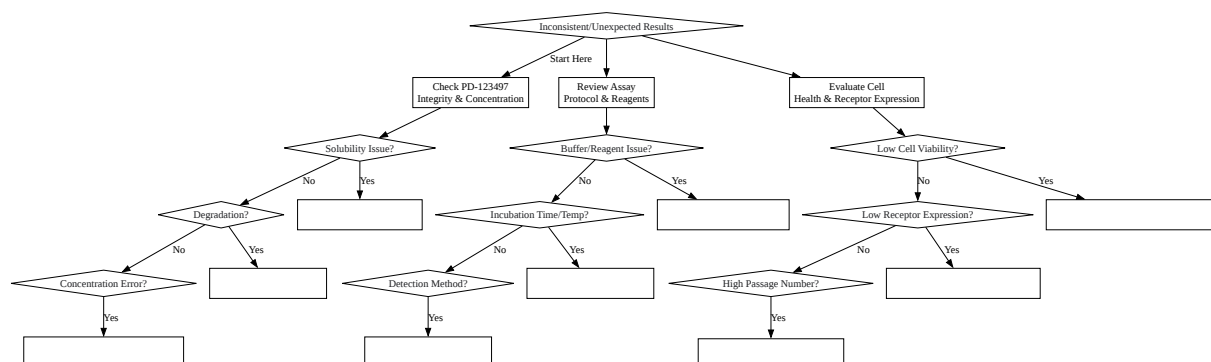 Inconsistent/Unexpected Results
Start Here
Check PD-123497
Integrity & Concentration
Review Assay
Protocol & Reagents
Evaluate Cell
Health & Receptor Expression
Solubility Issue?
Buffer/Reagent Issue?
Low Cell Viability?
No
Yes
No
Yes
No
Yes
Degradation?
Incubation Time/Temp?
Low Receptor Expression?
No
Yes
No
Yes
No
Yes
Concentration Error?
Detection Method?
High Passage Number?
Yes
Yes
Yes